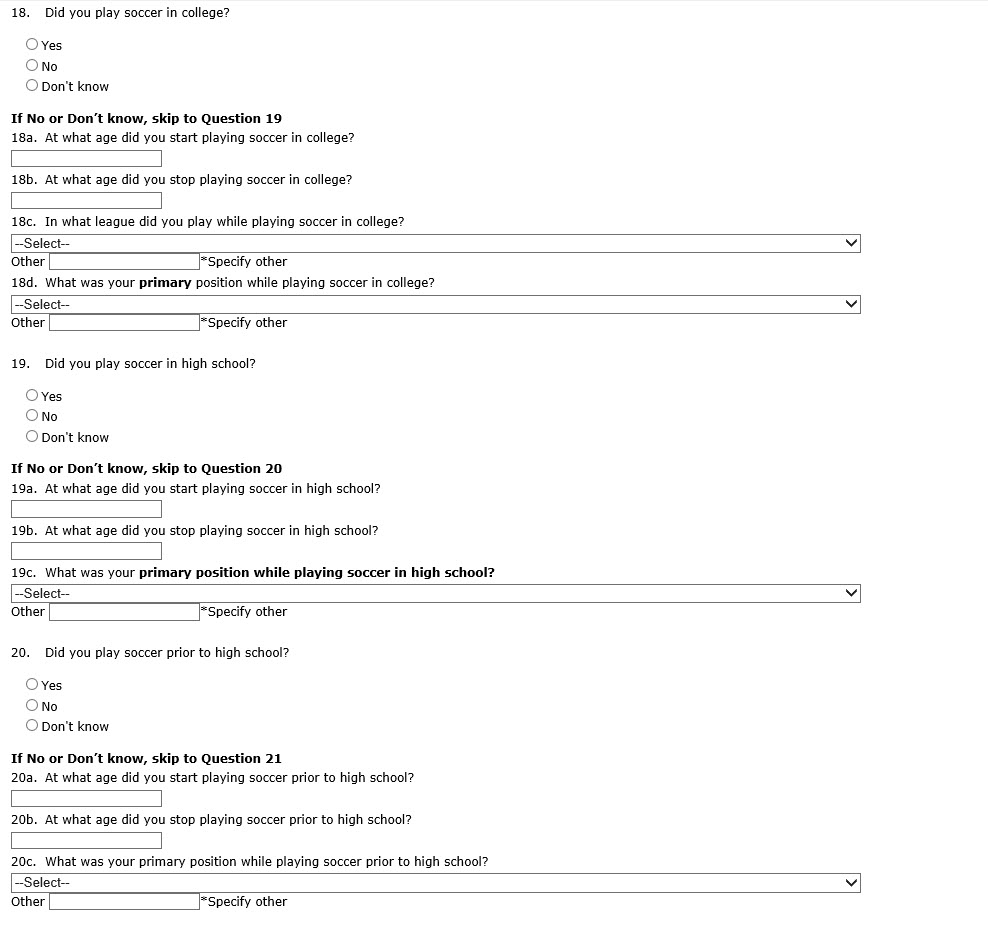 18. Did you play soccer in college?
Yes
No
Don't know
If No or Don’t know, skip to Question 19
18a. At what age did you start playing soccer in college?
18b. At what age did you stop playing soccer in college?
18c. In what league did you play while playing soccer in college?
--Select--
Other *Specify other
18d. What was your primary position while playing soccer in college?
--Select--
Other *Specify other
19. Did you play soccer in high school?
Yes
No
Don't know
If No or Don’t know, skip to Question 20
19a. At what age did you start playing soccer in high school?
19b. At what age did you stop playing soccer in high school?
19c. What was your primary position while playing soccer in high school?
--Select--
Other *Specify other
20. Did you play soccer prior to high school?
Yes
No
Don't know
If No or Don’t know, skip to Question 21
20a. At what age did you start playing soccer prior to high school?
20b. At what age did you stop playing soccer prior to high school?
20c. What was your primary position while playing soccer prior to high school?
--Select--
Other *Specify other